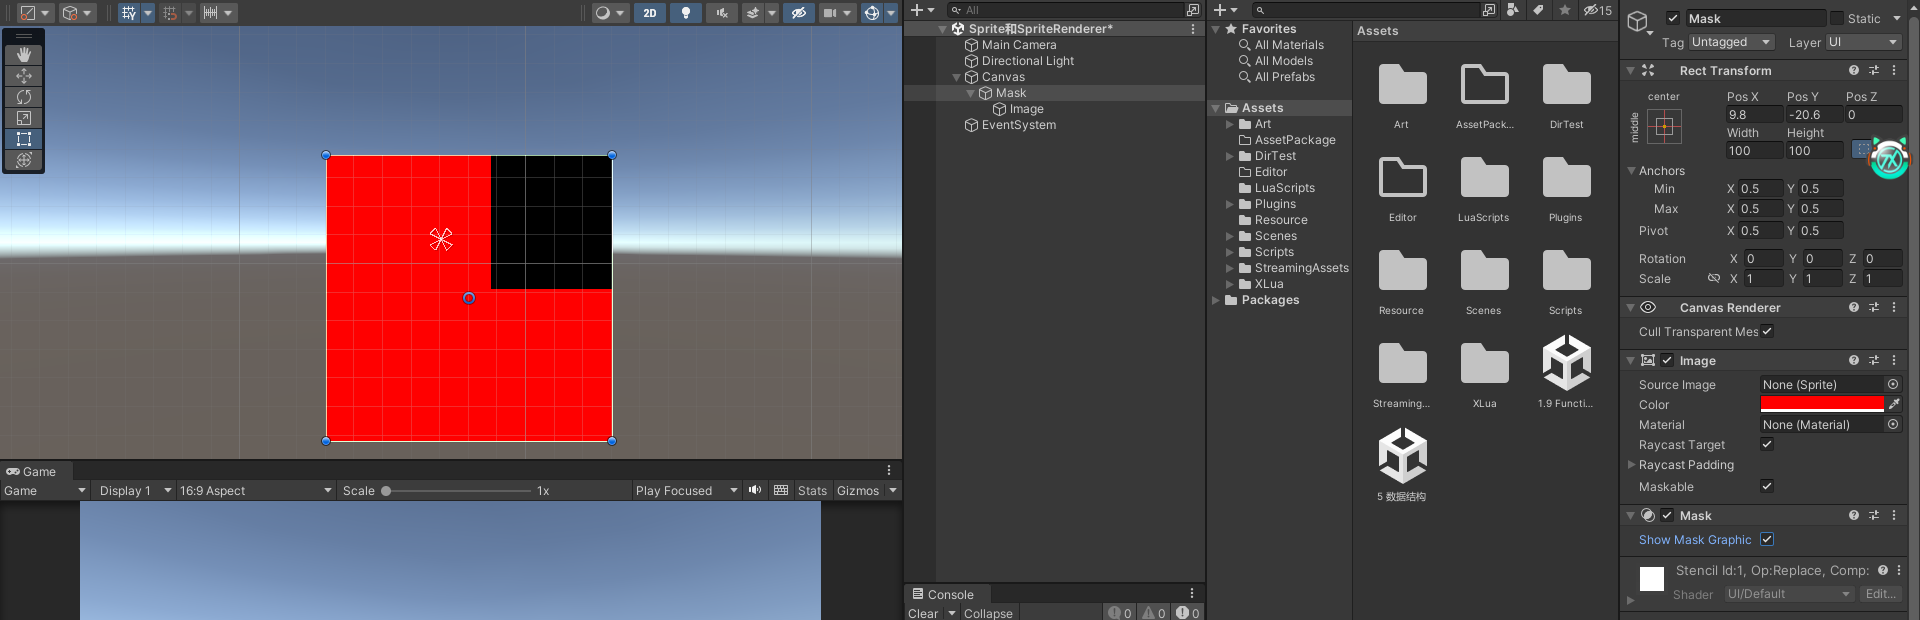 2D
Game
Game
Display 1
16:9 Aspect
Scale
1x
Play Focused
Stats
Gizmos
All
Sprite和SpriteRenderer*
Main Camera
Directional Light
Canvas
Mask
Image
EventSystem
Console
Clear
Collapse
0
0
0
15
Favorites
All Materials
All Models
All Prefabs
Assets
Art
AssetPackage
DirTest
Editor
LuaScripts
Plugins
Resource
Scenes
Scripts
StreamingAssets
XLua
Packages
Assets
Art
AssetPack...
DirTest
Editor
LuaScripts
Plugins
Resource
Scenes
Scripts
Streaming...
XLua
1.9 Functi...
5 数据结构
Mask
Static
Tag Untagged Layer UI
Rect Transform
center
middle
Pos X Pos Y Pos Z
9.8 -20.6 0
Width Height
100 100
Anchors
Min X 0.5 Y 0.5
Max X 0.5 Y 0.5
Pivot X 0.5 Y 0.5
Rotation X 0 Y 0 Z 0
Scale X 1 Y 1 Z 1
Canvas Renderer
Cull Transparent Mes
Image
Source Image None (Sprite)
Color
Material None (Material)
Raycast Target
Raycast Padding
Maskable
Mask
Show Mask Graphic
Stencil Id:1, Op:Replace, Comp:
Shader UI/Default Edit...
7X